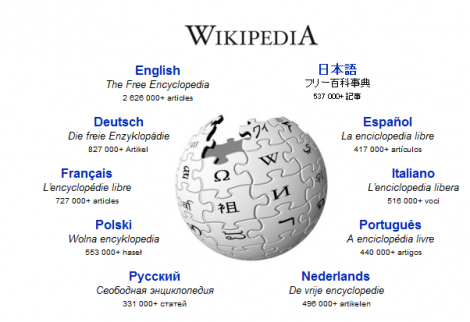 WIKIPEDIA
English
The Free Encyclopedia
2 626 000+ articles
日本語
フリー百科事典
537 000+ 記事
Deutsch
Die freie Enzyklopädie
827 000+ Artikel
Español
La enciclopedia libre
417 000+ artículos
Français
L'encyclopédie libre
727 000+ articles
Italiano
L'enciclopedia libera
516 000+ voci
Polski
Wolna encyklopedia
553 000+ haseł
Português
A enciclopédia livre
440 000+ artigos
Русский
Свободная энциклопедия
331 000+ статей
Nederlands
De vrije encyclopedie
496 000+ artikelen
Ω
W
祖
И